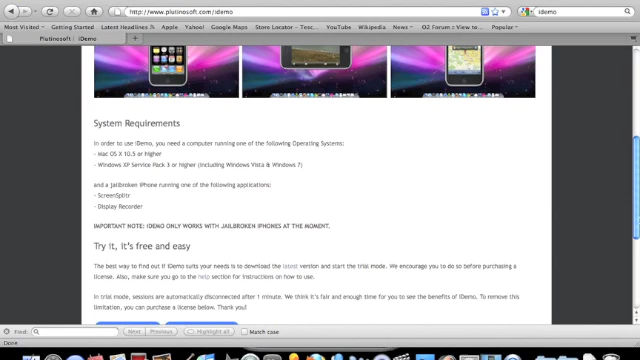 http://www.plutinosoft.com/idemo
idemo
Most Visited Getting Started Latest Headlines Apple Yahoo! Google Maps Store Locator – Tess... YouTube Wikipedia News O2 Forum : View to... Popular
Plutinosoft | iDemo
System Requirements
In order to use iDemo, you need a computer running one of the following Operating Systems:
- Mac OS X 10.5 or higher
- Windows XP Service Pack 3 or higher (including Windows Vista & Windows 7)
and a jailbroken iPhone running one of the following applications:
- ScreenSplitr
- Display Recorder
IMPORTANT NOTE: IDEMO ONLY WORKS WITH JAILBROKEN IPHONES AT THE MOMENT.
Try it, it's free and easy
The best way to find out if iDemo suits your needs is to download the latest version and start the trial mode. We encourage you to do so before purchasing a
license. Also, make sure you go to the help section for instructions on how to use.
In trial mode, sessions are automatically disconnected after 1 minute. We think it's fair and enough time for you to see the benefits of iDemo. To remove this
limitation, you can purchase a license below. Thank you!
Find: Next Previous Highlight all Match case
Done